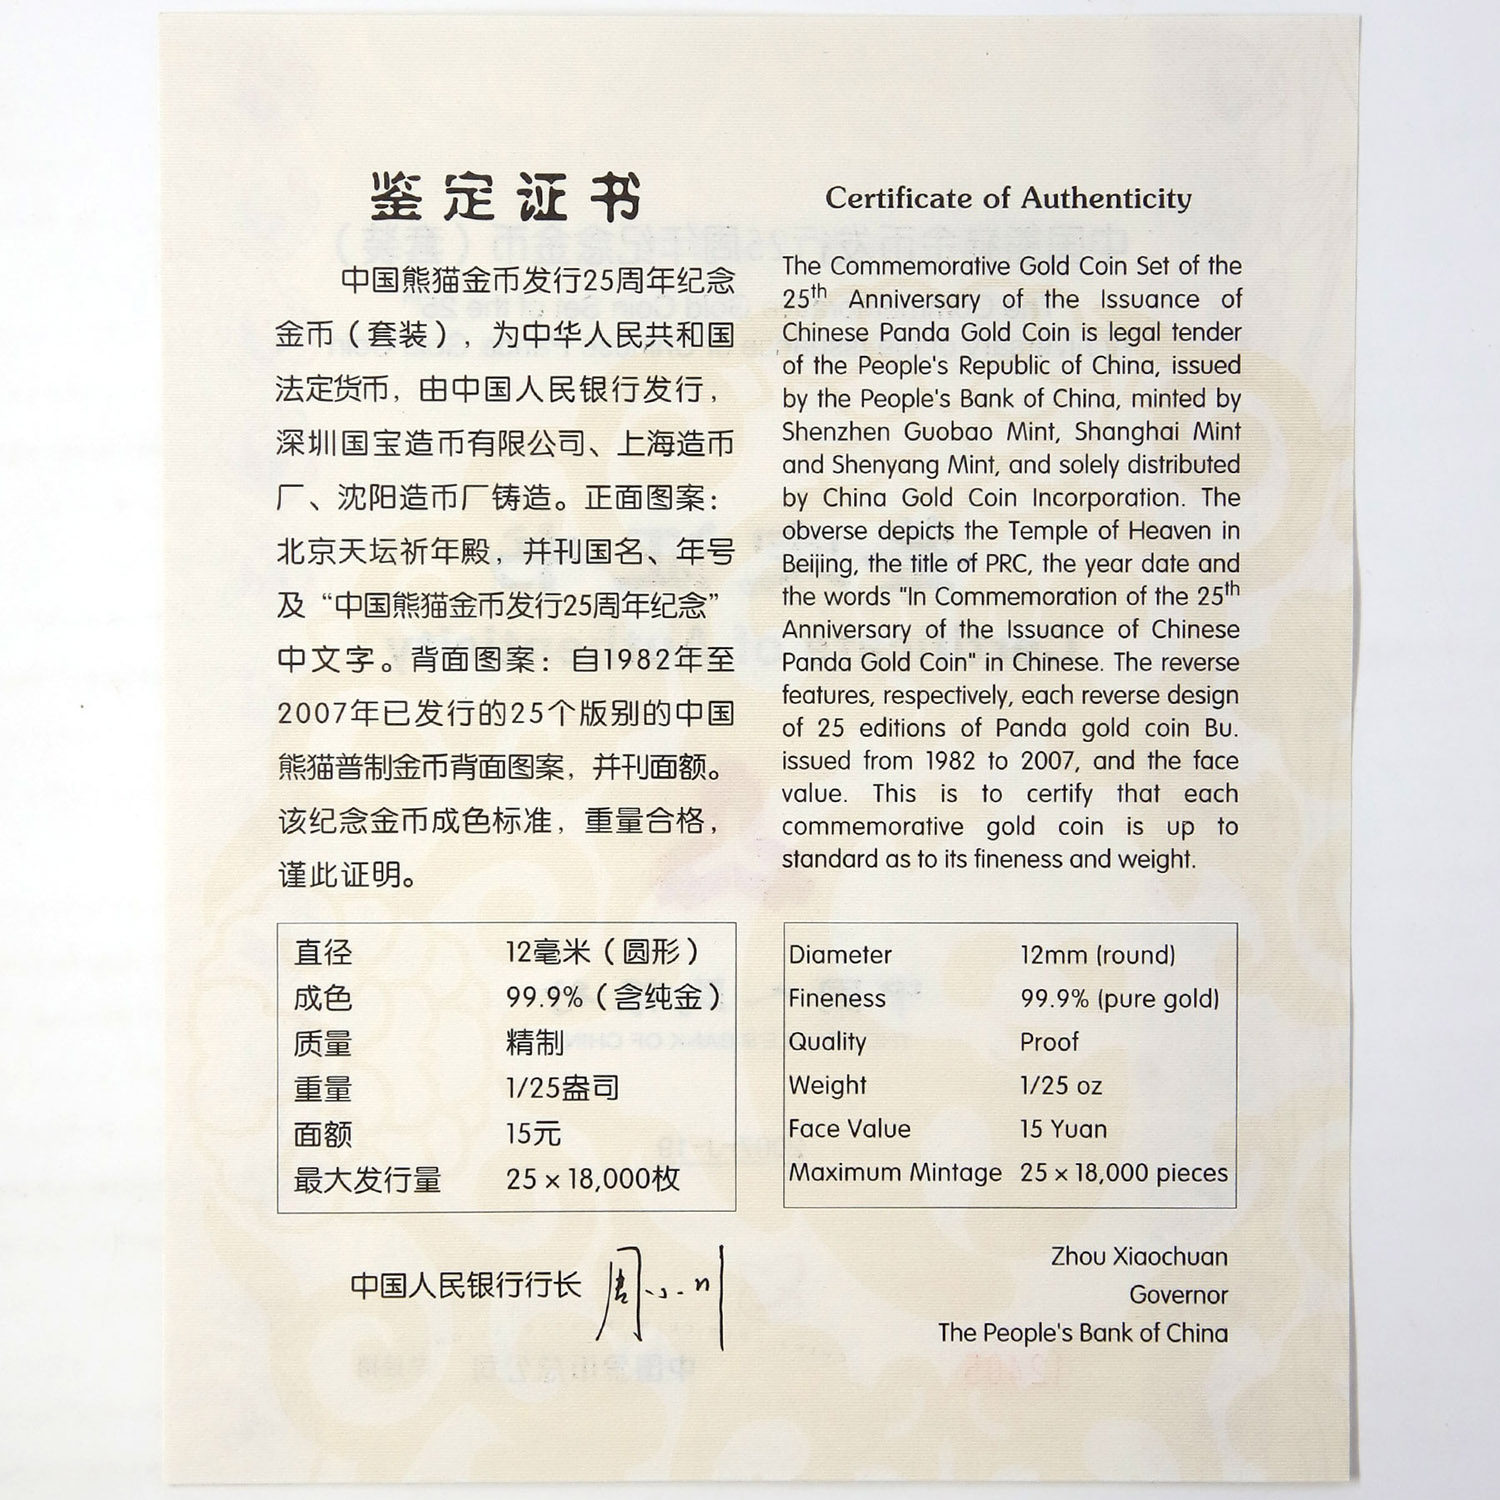 鉴定证书
中国熊猫金币发行25周年纪念
金币（套装），为中华人民共和国
法定货币，由中国人民银行发行，
深圳国宝造币有限公司、上海造币
厂、沈阳造币厂铸造。正面图案：
北京天坛祈年殿，并刊国名、年号
及“中国熊猫金币发行25周年纪念”
中文字。背面图案：自1982年至
2007年已发行的25个版别的中国
熊猫普制金币背面图案，并刊面额。
该纪念金币成色标准，重量合格，
谨此证明。
直径 12毫米（圆形）
成色 99.9%（含纯金）
质量 精制
重量 1/25盎司
面额 15元
最大发行量 25×18,000枚
中国人民银行行长 周小川
Certificate of Authenticity
The Commemorative Gold Coin Set of the
25th Anniversary of the Issuance of
Chinese Panda Gold Coin is legal tender
of the People's Republic of China, issued
by the People's Bank of China, minted by
Shenzhen Guobao Mint, Shanghai Mint
and Shenyang Mint, and solely distributed
by China Gold Coin Incorporation. The
obverse depicts the Temple of Heaven in
Beijing, the title of PRC, the year date and
the words "In Commemoration of the 25th
Anniversary of the Issuance of Chinese
Panda Gold Coin" in Chinese. The reverse
features, respectively, each reverse design
of 25 editions of Panda gold coin Bu.
issued from 1982 to 2007, and the face
value. This is to certify that each
commemorative gold coin is up to
standard as to its fineness and weight.
Diameter 12mm (round)
Fineness 99.9% (pure gold)
Quality Proof
Weight 1/25 oz
Face Value 15 Yuan
Maximum Mintage 25×18,000 pieces
Zhou Xiaochuan
Governor
The People's Bank of China